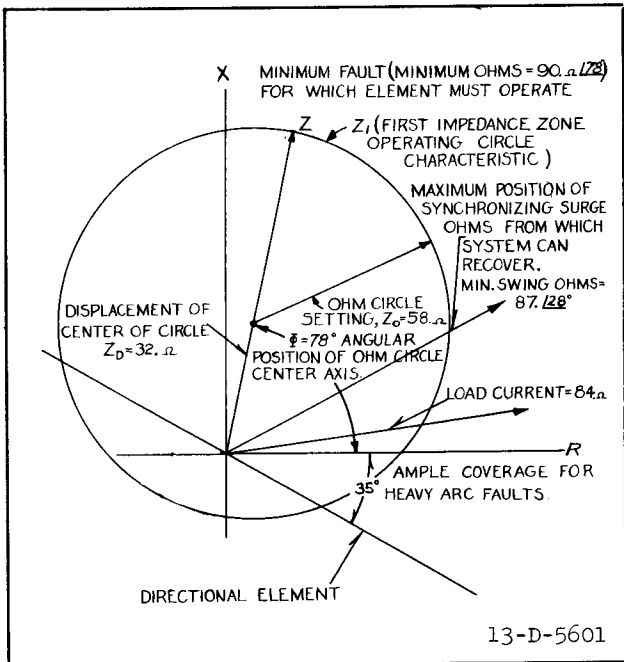 X
MINIMUM FAULT (MINIMUM OHMS = 90.Ω /78)
FOR WHICH ELEMENT MUST OPERATE
Z
Z₁ (FIRST IMPEDANCE ZONE
OPERATING CIRCLE
CHARACTERISTIC)
MAXIMUM POSITION OF
SYNCHRONIZING SURGE
OHMS FROM WHICH
SYSTEM CAN
RECOVER.
MIN. SWING OHMS=
87. /28°
DISPLACEMENT OF
CENTER OF CIRCLE
Z_D=32.Ω
OHM CIRCLE
SETTING, Z₀=58.Ω
Φ=78° ANGULAR
POSITION OF OHM CIRCLE
CENTER AXIS.
LOAD CURRENT=84Ω
R
AMPLE COVERAGE FOR
HEAVY ARC FAULTS.
35°
DIRECTIONAL ELEMENT
13-D-5601